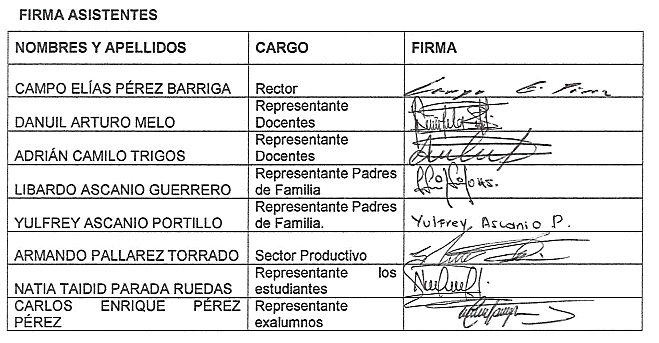 FIRMA ASISTENTES
NOMBRES Y APELLIDOS CARGO FIRMA
CAMPO ELÍAS PÉREZ BARRIGA Rector
Representante
DANUIL ARTURO MELO Docentes
Representante
ADRIÁN CAMILO TRIGOS Docentes
Representante Padres
LIBARDO ASCANIO GUERRERO de Familia
Representante Padres
YULFREY ASCANIO PORTILLO de Familia. Yulfrey Ascanio P.
ARMANDO PALLAREZ TORRADO Sector Productivo
Representante los
NATIA TAIDID PARADA RUEDAS estudiantes
CARLOS ENRIQUE PÉREZ Representante
PÉREZ exalumnos